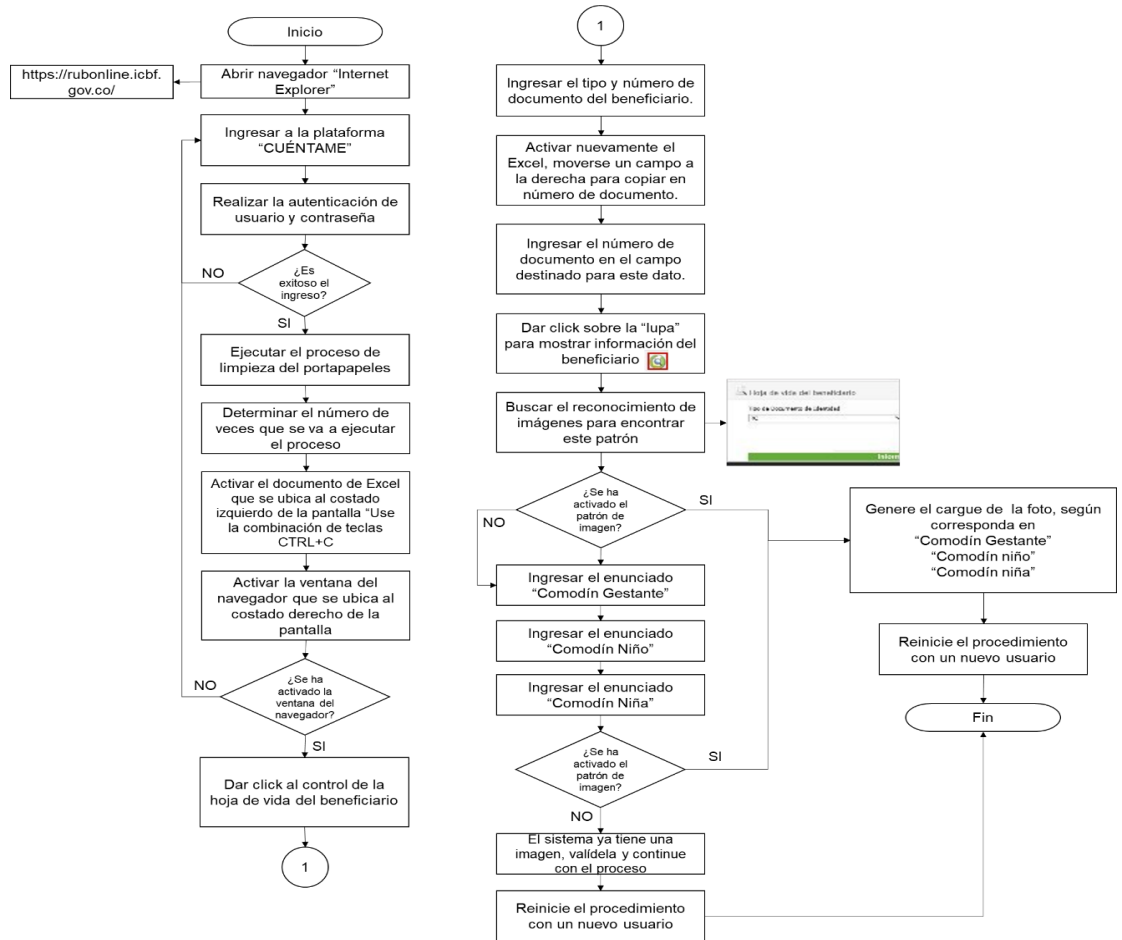 Inicio
https://rubonline.icbf.
gov.co/
Abrir navegador “Internet
Explorer”
Ingresar a la plataforma
“CUÉNTAME”
Realizar la autenticación de
usuario y contraseña
¿Es
exitoso el
ingreso?
NO
SI
Ejecutar el proceso de
limpieza del portapapeles
Determinar el número de
veces que se va a ejecutar
el proceso
Activar el documento de Excel
que se ubica al costado
izquierdo de la pantalla “Use
la combinación de teclas
CTRL+C
Activar la ventana del
navegador que se ubica al
costado derecho de la
pantalla
¿Se ha
activado la
ventana del
navegador?
NO
SI
Dar click al control de la
hoja de vida del beneficiario
1
1
Ingresar el tipo y número de
documento del beneficiario.
Activar nuevamente el
Excel, moverse un campo a
la derecha para copiar en
número de documento.
Ingresar el número de
documento en el campo
destinado para este dato.
Dar click sobre la “lupa”
para mostrar información del
beneficiario
Buscar el reconocimiento de
imágenes para encontrar
este patrón
Hoja de vida del beneficiario
Tipo de Documento de Identidad
¿Se ha
activado el
patrón de
imagen?
NO
SI
Ingresar el enunciado
“Comodín Gestante”
Ingresar el enunciado
“Comodín Niño”
Ingresar el enunciado
“Comodín Niña”
¿Se ha
activado el
patrón de
imagen?
SI
NO
El sistema ya tiene una
imagen, valídela y continue
con el proceso
Reinicie el procedimiento
con un nuevo usuario
Genere el cargue de la foto, según
corresponda en
“Comodín Gestante”
“Comodín niño”
“Comodín niña”
Reinicie el procedimiento
con un nuevo usuario
Fin